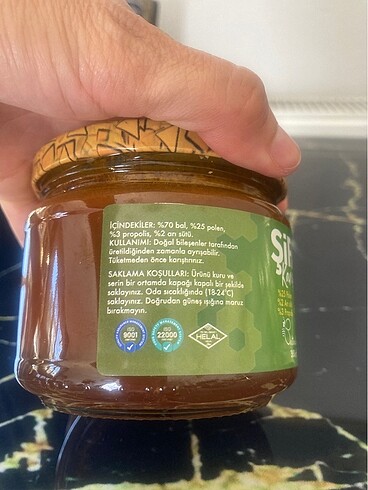 İÇİNDEKİLER: %70 bal, %25 polen,
%3 propolis, %2 arı sütü.
KULLANIMI: Doğal bileşenler tarafından
üretildiğinden zamanla ayrışabilir.
Tüketmeden önce karıştırınız.
SAKLAMA KOŞULLARI: Ürünü kuru ve
serin bir ortamda kapağı kapalı bir şekilde
saklayınız. Oda sıcaklığında (18-24°C)
saklayınız. Doğrudan güneş ışığına maruz
bırakmayın.
ISO
9001
ISO
22000
HELAL